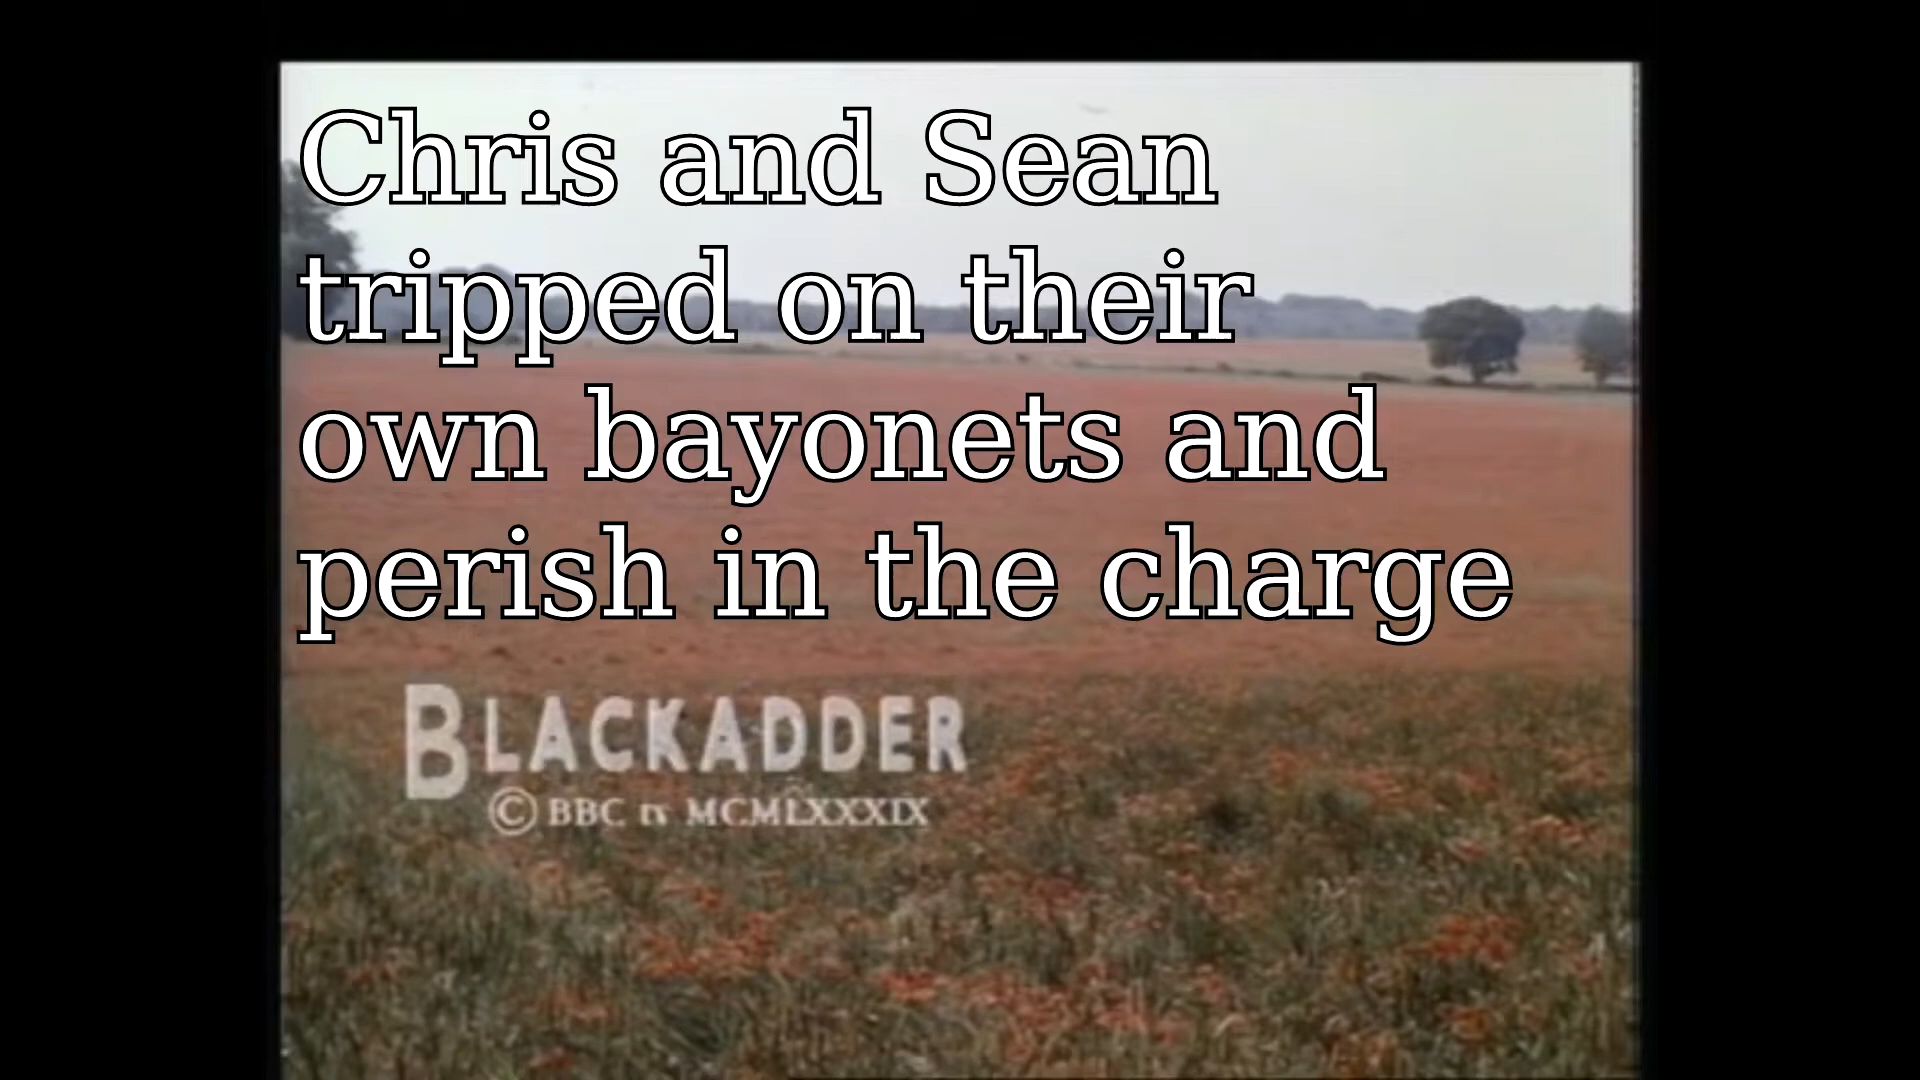 Chris and Sean
tripped on their
own bayonets and
perish in the charge
BLACKADDER
© BBC tv MCMLXXXIX